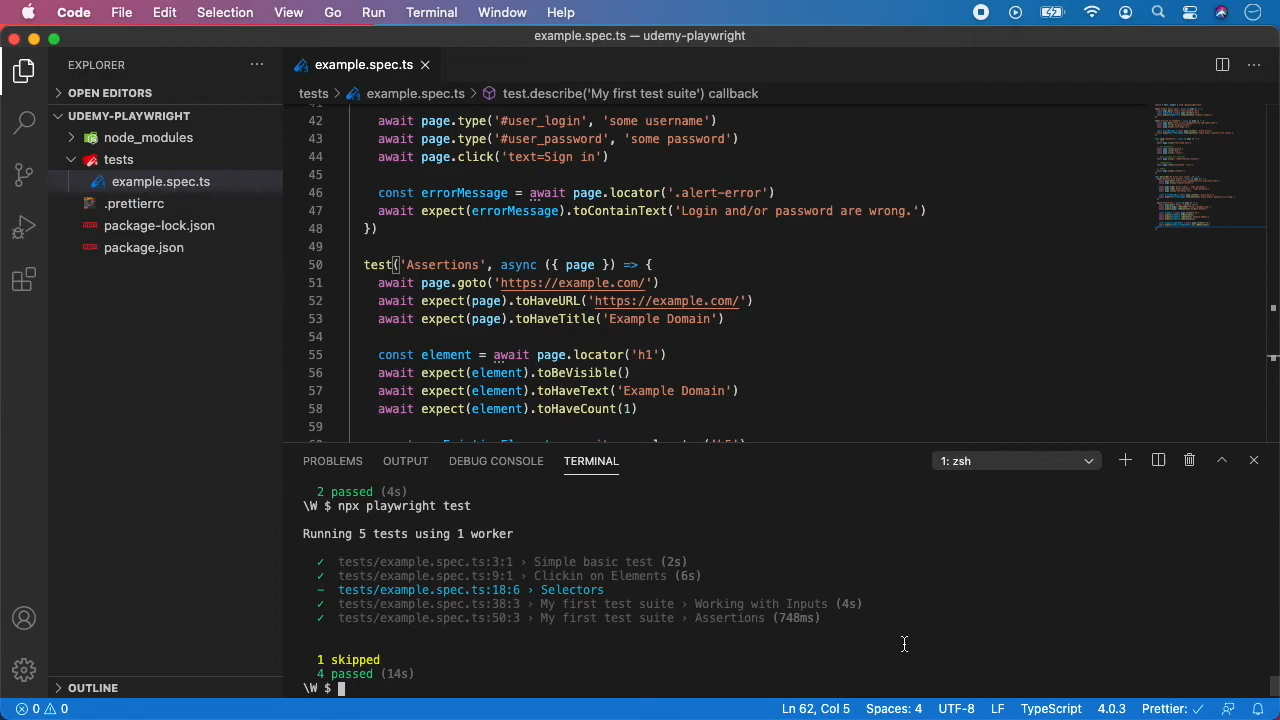 Code File Edit Selection View Go Run Terminal Window Help
example.spec.ts — udemy-playwright
EXPLORER
OPEN EDITORS
UDEMY-PLAYWRIGHT
node_modules
tests
example.spec.ts
.prettierrc
package-lock.json
package.json
OUTLINE
example.spec.ts
tests > example.spec.ts > test.describe('My first test suite') callback
42 await page.type('#user_login', 'some username')
43 await page.type('#user_password', 'some password')
44 await page.click('text=Sign in')
45
46 const errorMessage = await page.locator('.alert-error')
47 await expect(errorMessage).toContainText('Login and/or password are wrong.')
48 })
49
50 test('Assertions', async ({ page }) => {
51 await page.goto('https://example.com/')
52 await expect(page).toHaveURL('https://example.com/')
53 await expect(page).toHaveTitle('Example Domain')
54
55 const element = await page.locator('h1')
56 await expect(element).toBeVisible()
57 await expect(element).toHaveText('Example Domain')
58 await expect(element).toHaveCount(1)
59
PROBLEMS OUTPUT DEBUG CONSOLE TERMINAL 1: zsh
2 passed (4s)
\W $ npx playwright test
Running 5 tests using 1 worker
✓ tests/example.spec.ts:3:1 › Simple basic test (2s)
✓ tests/example.spec.ts:9:1 › Clickin on Elements (6s)
– tests/example.spec.ts:18:6 › Selectors
✓ tests/example.spec.ts:38:3 › My first test suite › Working with Inputs (4s)
✓ tests/example.spec.ts:50:3 › My first test suite › Assertions (748ms)
1 skipped
4 passed (14s)
\W $
0 0 Ln 62, Col 5 Spaces: 4 UTF-8 LF TypeScript 4.0.3 Prettier: ✓